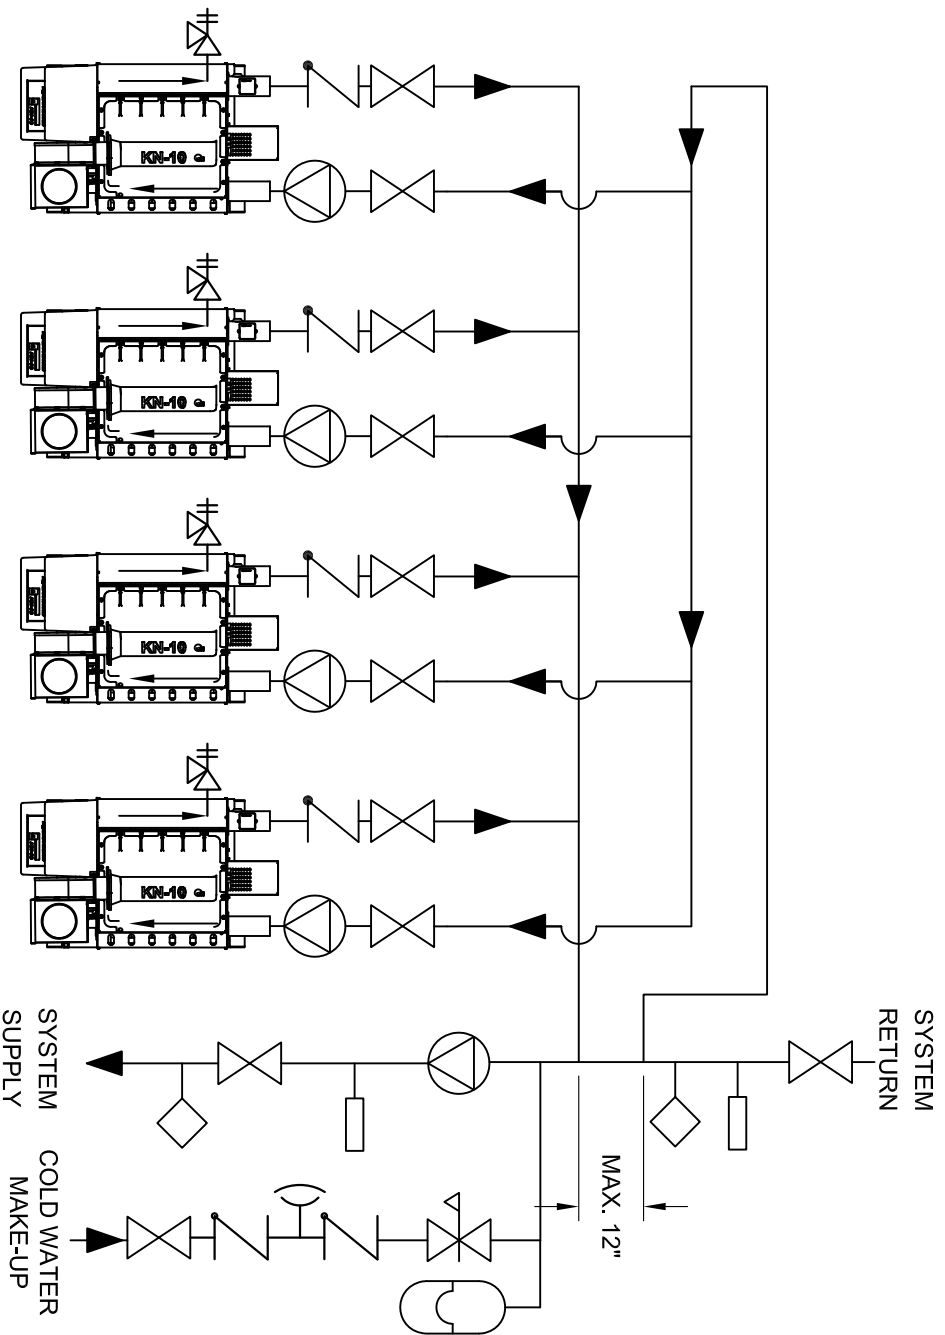 KN-10
KN-10
KN-10
KN-10
SYSTEM
RETURN
MAX. 12"
SYSTEM
SUPPLY
COLD WATER
MAKE-UP